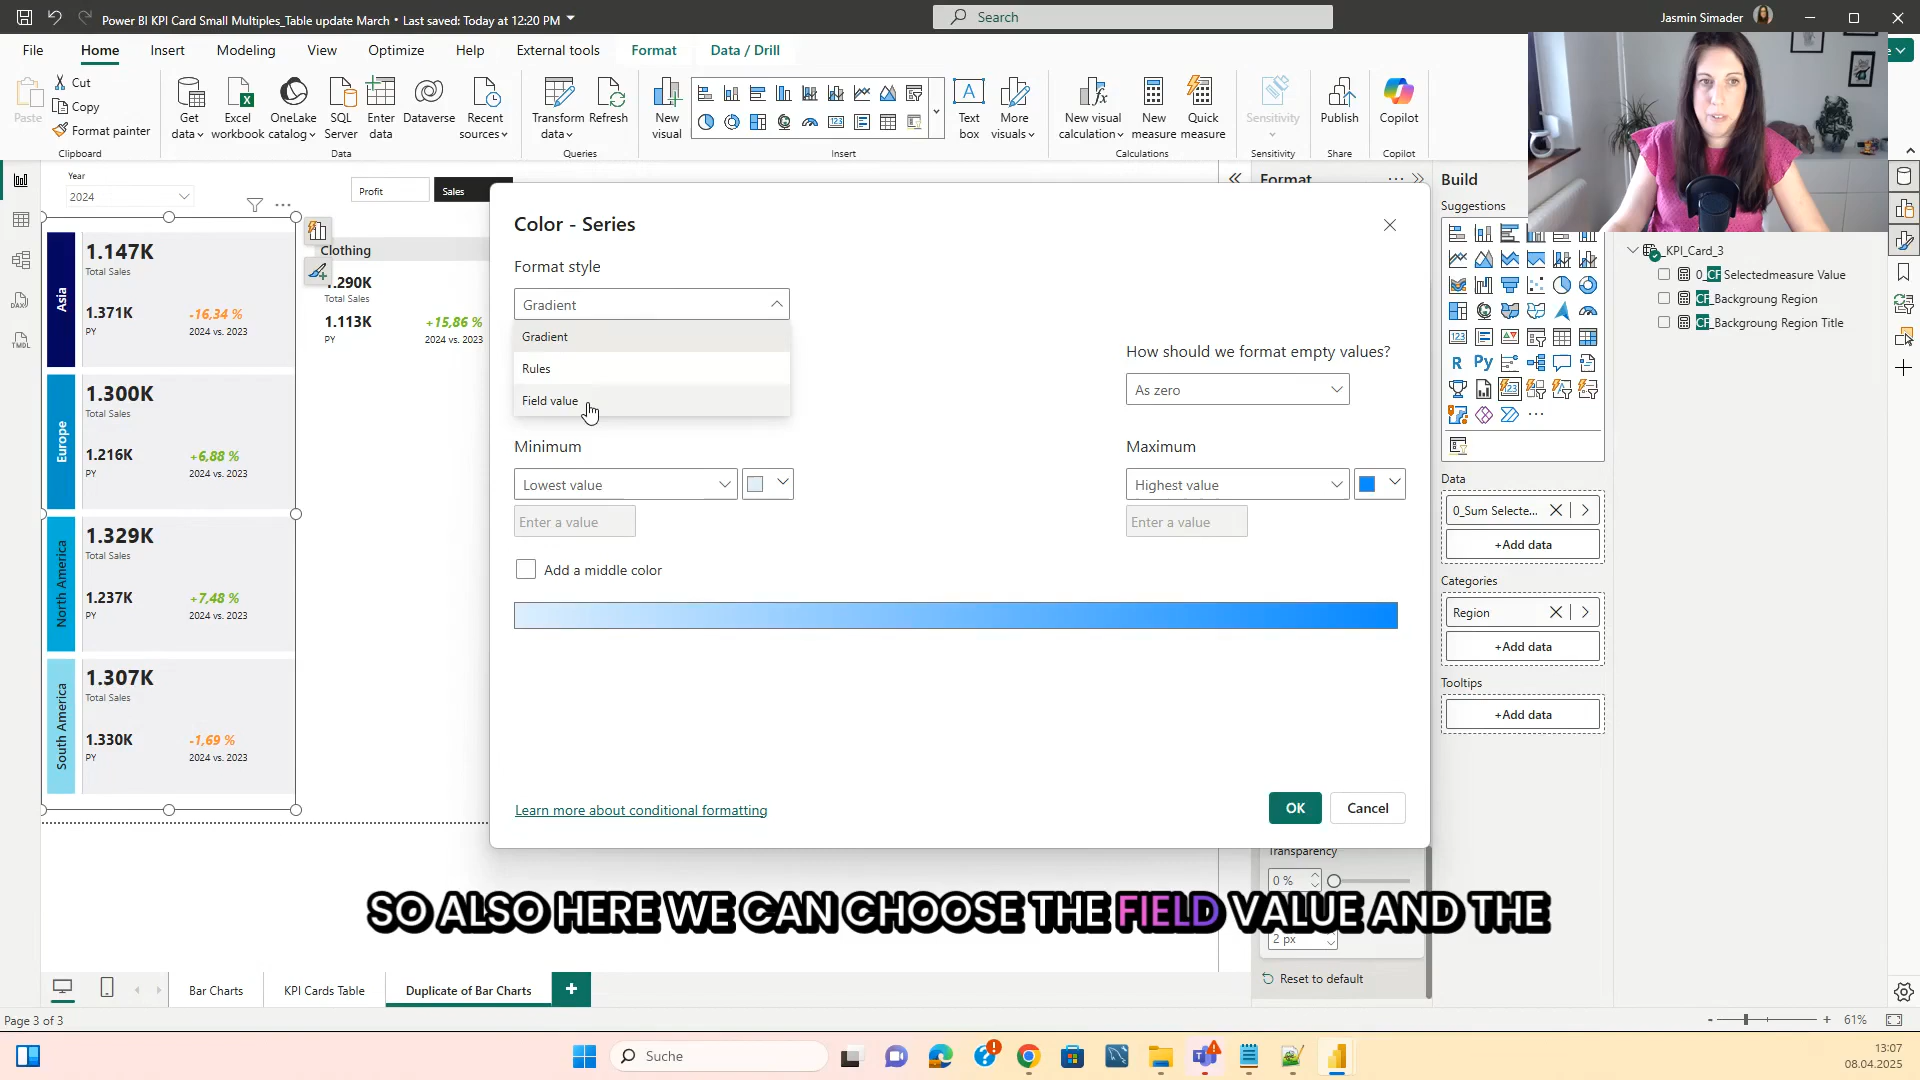 Power BI KPI Card Small Multiples_Table update March • Last saved: Today at 12:20 PM
Search
Jasmin Simader
File
Home
Insert
Modeling
View
Optimize
Help
External tools
Format
Data / Drill
Paste
Cut
Copy
Format painter
Clipboard
Get data
Excel workbook
OneLake catalog
SQL Server
Enter data
Dataverse
Recent sources
Data
Transform data
Refresh
Queries
New visual
Text box
More visuals
Insert
New visual calculation
New measure
Quick measure
Calculations
Sensitivity
Sensitivity
Publish
Share
Copilot
Copilot
Year
2024
Profit
Sales
Asia
1.147K
Total Sales
1.371K
PY
-16,34 %
2024 vs. 2023
Europe
1.300K
Total Sales
1.216K
PY
+6,88 %
2024 vs. 2023
North America
1.329K
Total Sales
1.237K
PY
+7,48 %
2024 vs. 2023
South America
1.307K
Total Sales
1.330K
PY
-1,69 %
2024 vs. 2023
Clothing
.290K
Total Sales
1.113K
PY
+15,86 %
2024 vs. 2023
Color - Series
Format style
Gradient
Gradient
Rules
Field value
How should we format empty values?
As zero
Minimum
Lowest value
Enter a value
Maximum
Highest value
Enter a value
Add a middle color
Learn more about conditional formatting
OK
Cancel
Format
Transparency
0 %
2 px
Reset to default
Build
Suggestions
Data
0_Sum Selecte...
+Add data
Categories
Region
+Add data
Tooltips
+Add data
_KPI_Card_3
0_CF Selectedmeasure Value
CF_Backgroung Region
CF_Backgroung Region Title
SO ALSO HERE WE CAN CHOOSE THE FIELD VALUE AND THE
Bar Charts
KPI Cards Table
Duplicate of Bar Charts
Page 3 of 3
61%
Suche
13:07
08.04.2025